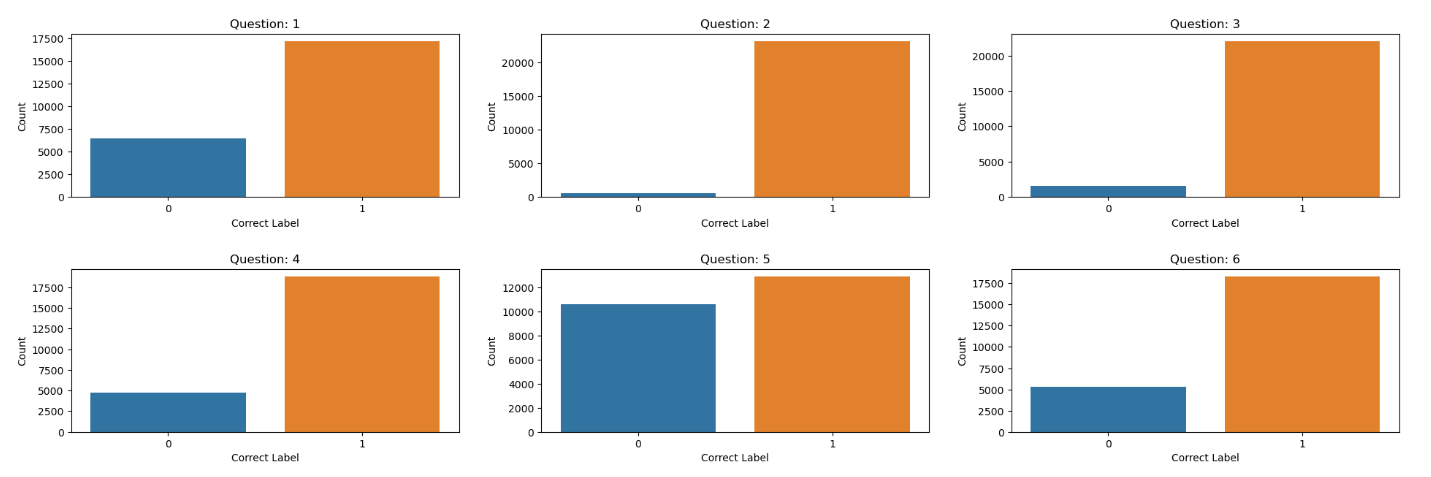 Question: 1
17500
15000
12500
10000
7500
5000
2500
0
Count
0 1
Correct Label
Question: 2
20000
15000
10000
5000
0
Count
0 1
Correct Label
Question: 3
20000
15000
10000
5000
0
Count
0 1
Correct Label
Question: 4
17500
15000
12500
10000
7500
5000
2500
0
Count
0 1
Correct Label
Question: 5
12000
10000
8000
6000
4000
2000
0
Count
0 1
Correct Label
Question: 6
17500
15000
12500
10000
7500
5000
2500
0
Count
0 1
Correct Label